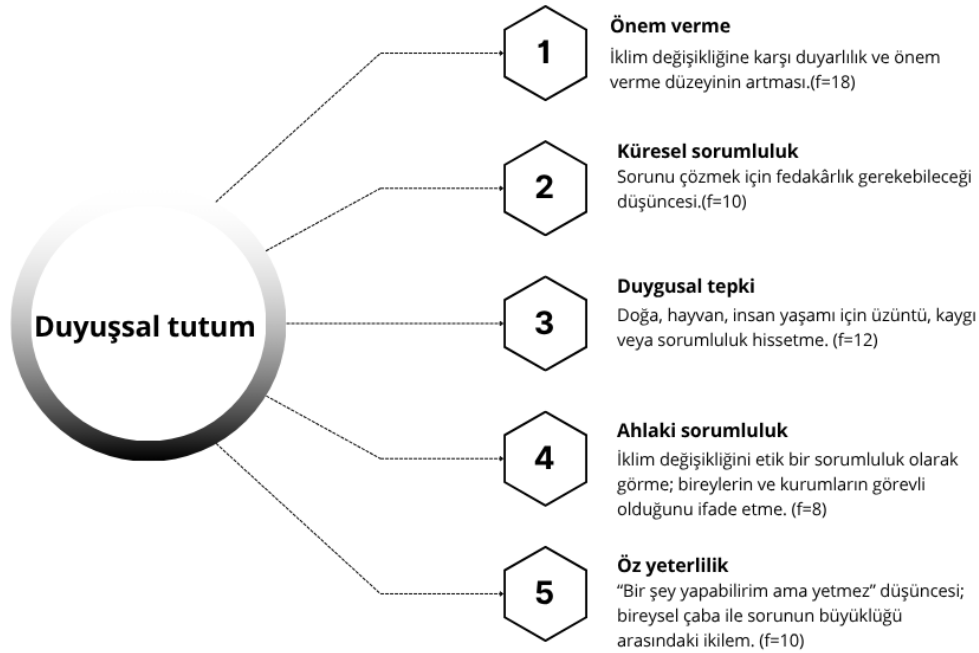 Duyuşsal tutum
1
Önem verme
İklim değişikliğine karşı duyarlılık ve önem
verme düzeyinin artması.(f=18)
2
Küresel sorumluluk
Sorunu çözmek için fedakârlık gerekebileceği
düşüncesi.(f=10)
3
Duygusal tepki
Doğa, hayvan, insan yaşamı için üzüntü, kaygı
veya sorumluluk hissetme. (f=12)
4
Ahlaki sorumluluk
İklim değişikliğini etik bir sorumluluk olarak
görme; bireylerin ve kurumların görevli
olduğunu ifade etme. (f=8)
5
Öz yeterlilik
“Bir şey yapabilirim ama yetmez” düşüncesi;
bireysel çaba ile sorunun büyüklüğü
arasındaki ikilem. (f=10)